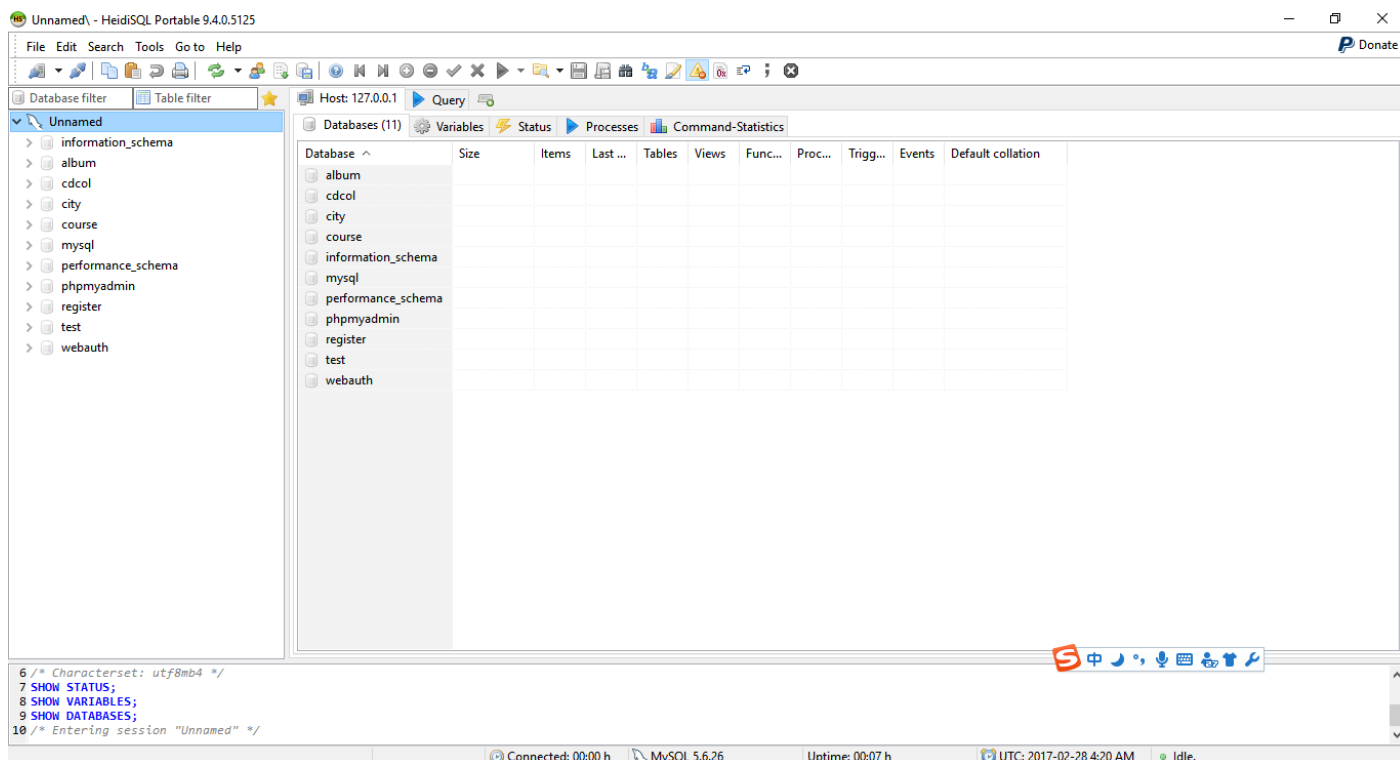 Unnamed\ - HeidiSQL Portable 9.4.0.5125
File Edit Search Tools Go to Help
Donate
Database filter Table filter
Host: 127.0.0.1 Query
Unnamed
information_schema
album
cdcol
city
course
mysql
performance_schema
phpmyadmin
register
test
webauth
Databases (11) Variables Status Processes Command-Statistics
Database Size Items Last ... Tables Views Func... Proc... Trigg... Events Default collation
album
cdcol
city
course
information_schema
mysql
performance_schema
phpmyadmin
register
test
webauth
中
6 /* Characterset: utf8mb4 */
7 SHOW STATUS;
8 SHOW VARIABLES;
9 SHOW DATABASES;
10 /* Entering session "Unnamed" */
Connected: 00:00 h MySQL 5.6.26 Uptime: 00:07 h UTC: 2017-02-28 4:20 AM Idle.